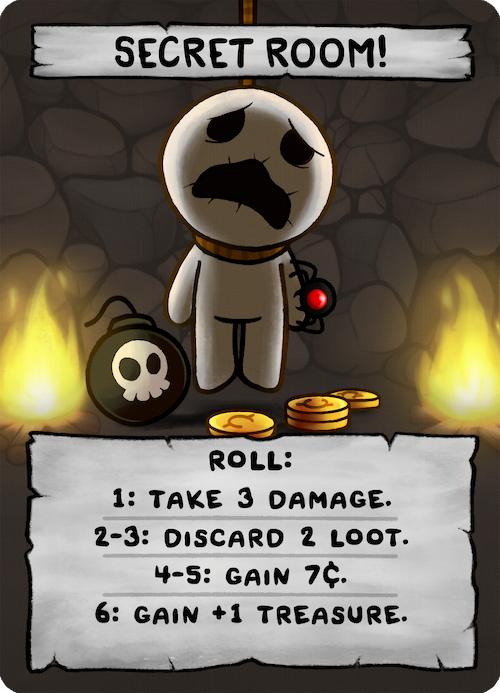 SECRET ROOM!
ROLL:
1: TAKE 3 DAMAGE.
2-3: DISCARD 2 LOOT.
4-5: GAIN 7¢.
6: GAIN +1 TREASURE.